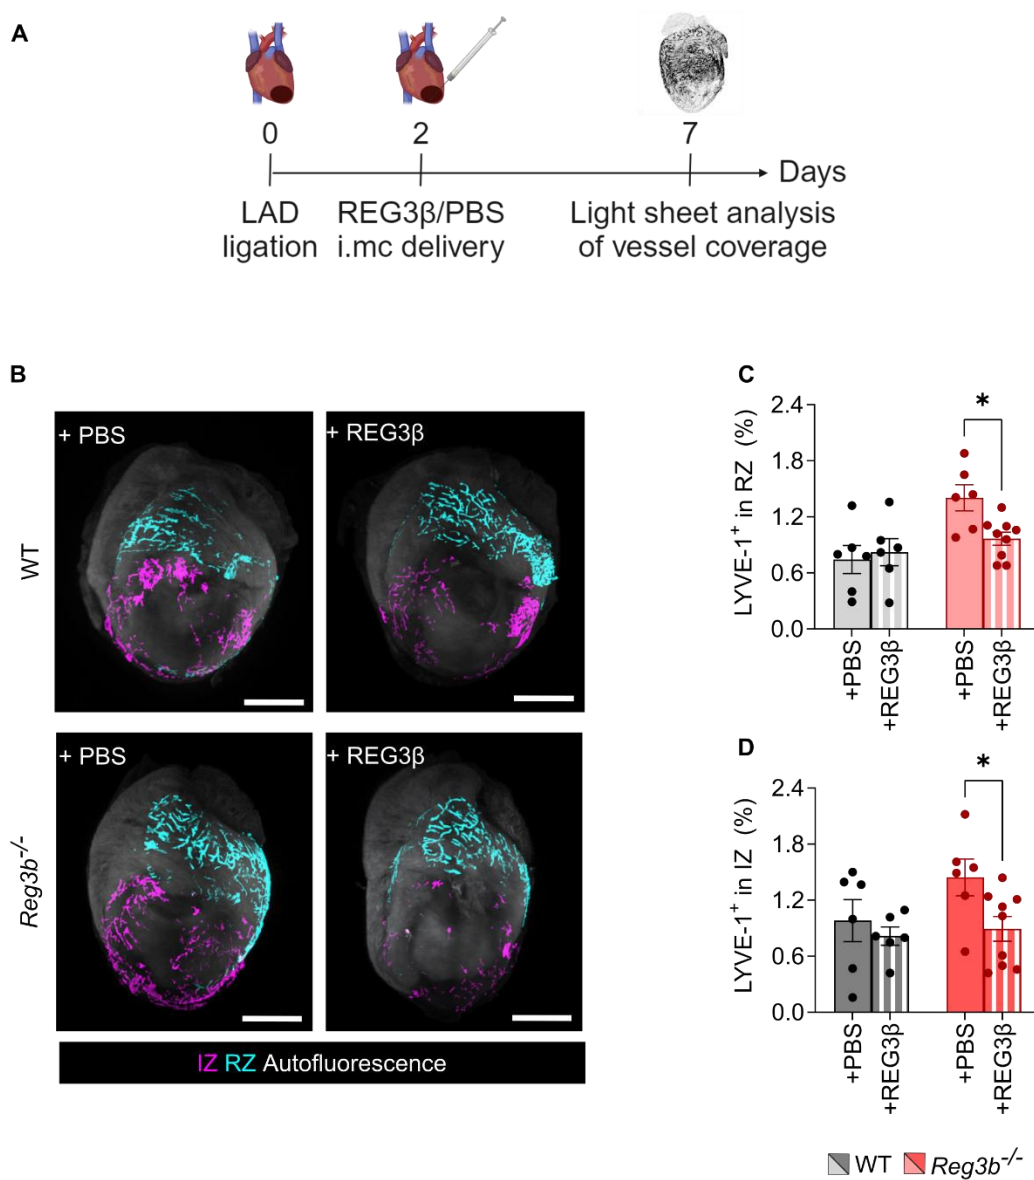 A
0
2
7
Days
LAD
ligation
REG3β/PBS
i.mc delivery
Light sheet analysis
of vessel coverage
B
WT
+ PBS
+ REG3β
Reg3b-/-
+ PBS
+ REG3β
IZ RZ Autofluorescence
C
LYVE-1+ in RZ (%)
2.4
1.8
1.2
0.6
0.0
*
+PBS
+REG3β
+PBS
+REG3β
D
LYVE-1+ in IZ (%)
2.4
1.8
1.2
0.6
0.0
*
+PBS
+REG3β
+PBS
+REG3β
WT Reg3b-/-